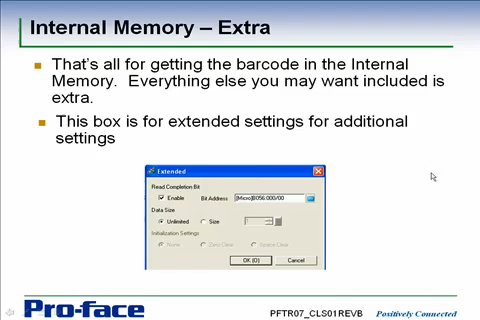 Internal Memory – Extra
That's all for getting the barcode in the Internal
Memory.  Everything else you may want included is
extra.
This box is for extended settings for additional
settings
Extended
Read Completion Bit
Enable
Bit Address
[Micro]B056:000/00
Data Size
Unlimited
Size
1
Initialization Settings
None
Zero Clear
Space Clear
OK (O)
Cancel
Pro-face
PFTR07_CLS01REVB
Positively Connected